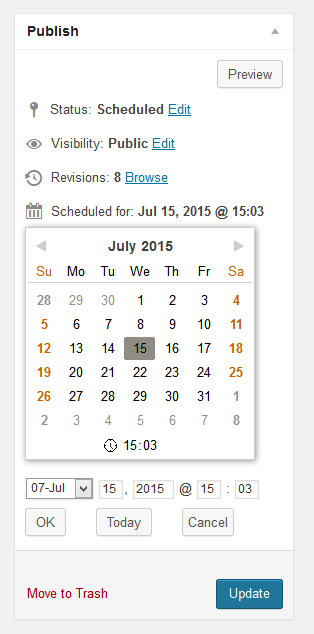 Publish
Preview
Status: Scheduled Edit
Visibility: Public Edit
Revisions: 8 Browse
Scheduled for: Jul 15, 2015 @ 15:03
July 2015
Su Mo Tu We Th Fr Sa
28 29 30 1 2 3 4
5 6 7 8 9 10 11
12 13 14 15 16 17 18
19 20 21 22 23 24 25
26 27 28 29 30 31 1
2 3 4 5 6 7 8
15:03
07-Jul 15, 2015 @ 15 : 03
OK Today Cancel
Move to Trash Update